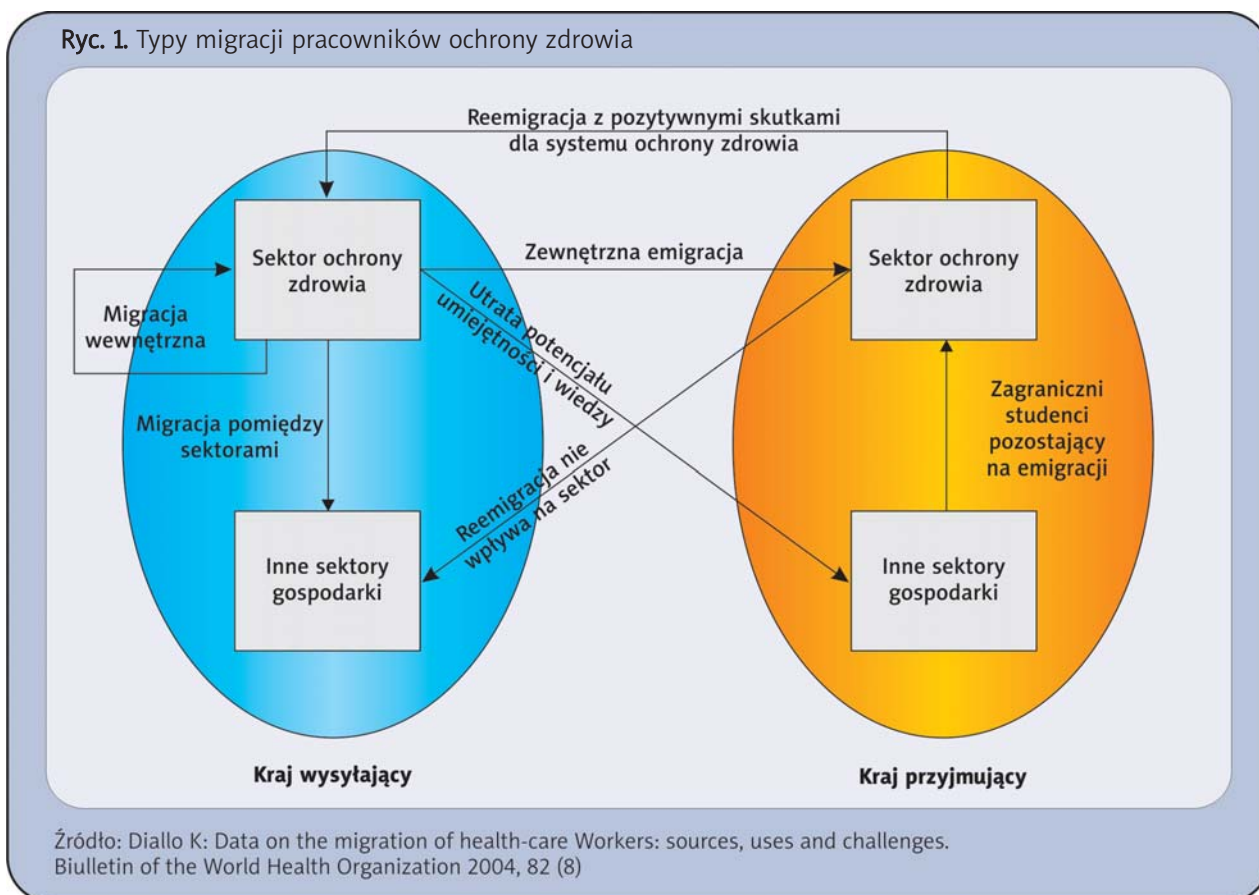 Ryc. 1. Typy migracji pracowników ochrony zdrowia
Reemigracja z pozytywnymi skutkami
dla systemu ochrony zdrowia
Sektor ochrony
zdrowia
Zewnętrzna emigracja
Sektor ochrony
zdrowia
Migracja
wewnętrzna
Utrata potencjału
umiejętności i wiedzy
Migracja pomiędzy
sektorami
Zagraniczni
studenci
pozostający
na emigracji
Reemigracja nie
wpływa na sektor
Inne sektory
gospodarki
Inne sektory
gospodarki
Kraj wysyłający
Kraj przyjmujący
Źródło: Diallo K: Data on the migration of health-care Workers: sources, uses and challenges.
Biulletin of the World Health Organization 2004, 82 (8)